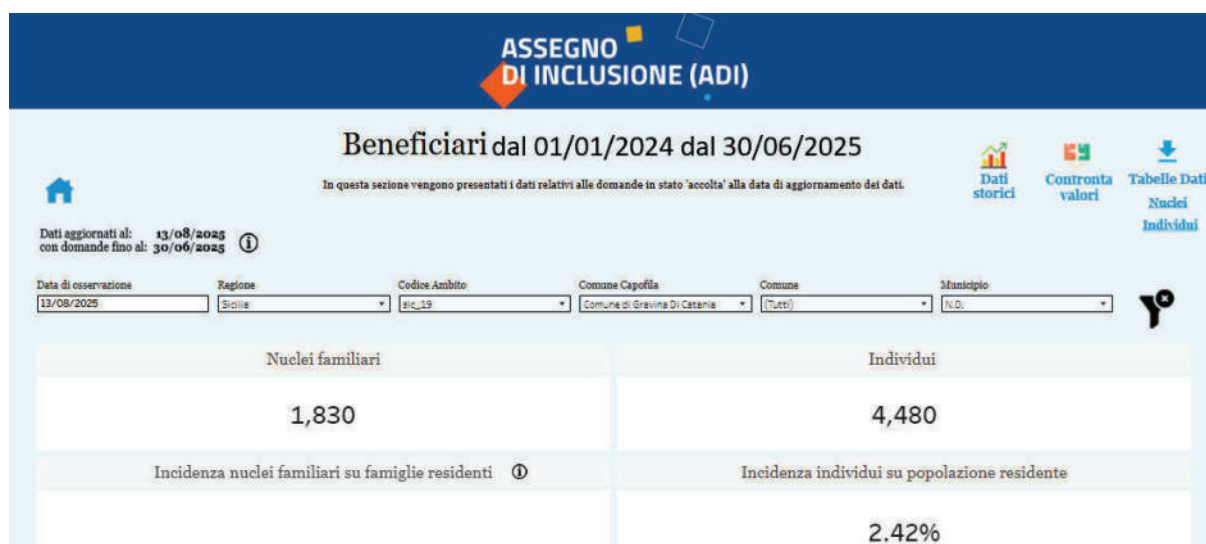 ASSEGNO
DI INCLUSIONE (ADI)
Beneficiari dal 01/01/2024 dal 30/06/2025
In questa sezione vengono presentati i dati relativi alle domande in stato 'accolta' alla data di aggiornamento dei dati.
Dati storici
Confronta valori
Tabelle Dati
Nuclei
Individui
Dati aggiornati al: 13/08/2025
con domande fino al: 30/06/2025
Data di osservazione Regione Codice Ambito Comune Capofila Comune Municipio
13/08/2025 Sicilia sic_19 Comune di Gravina Di Catania (Tutti) N.D.
Nuclei familiari Individui
1,830 4,480
Incidenza nuclei familiari su famiglie residenti Incidenza individui su popolazione residente
2.42%